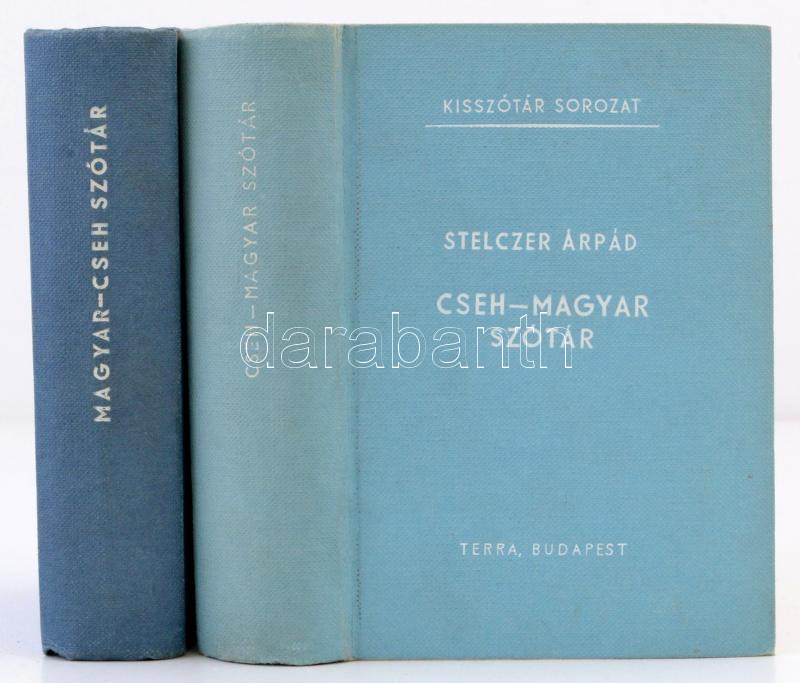 MAGYAR–CSEH SZÓTÁR
CSEH–MAGYAR SZÓTÁR
KISSZÓTÁR SOROZAT
STELCZER ÁRPÁD
CSEH–MAGYAR
SZÓTÁR
TERRA, BUDAPEST
darabanth